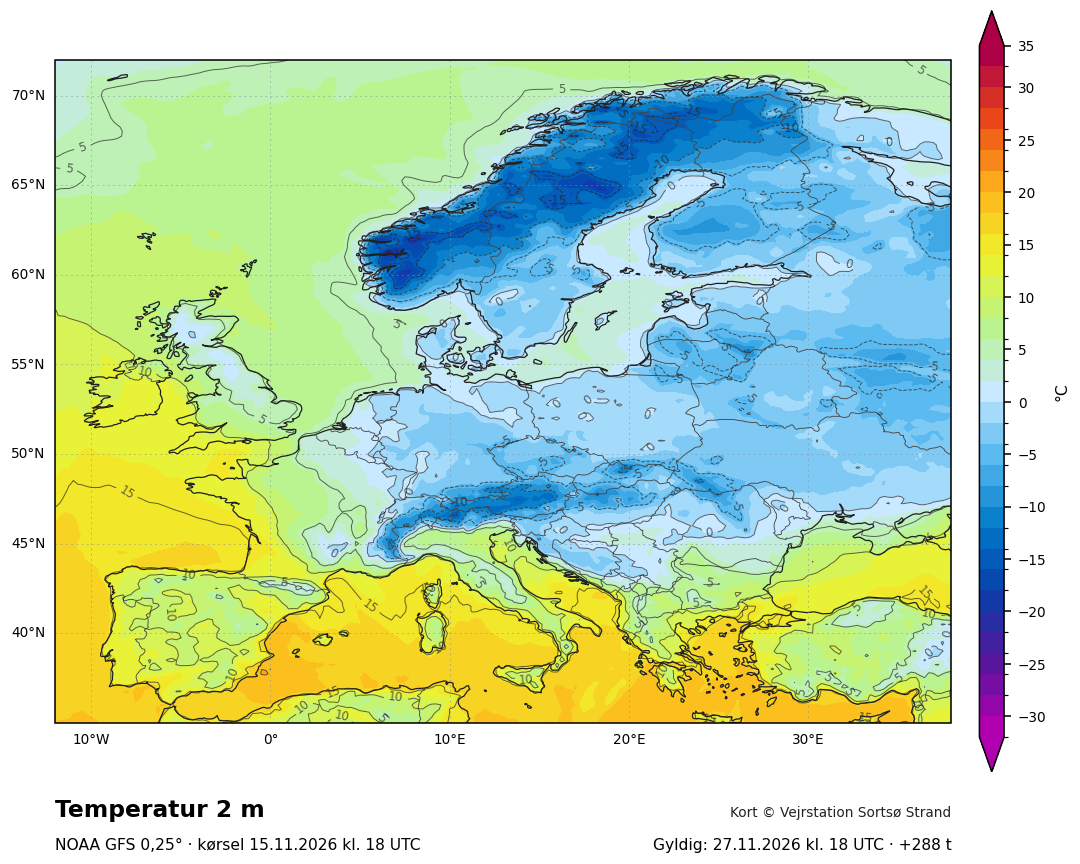 70°N
65°N
60°N
55°N
50°N
45°N
40°N
10°W
0°
10°E
20°E
30°E
35
30
25
20
15
10
5
0
−5
−10
−15
−20
−25
−30
°C
Temperatur 2 m
Kort © Vejrstation Sortsø Strand
NOAA GFS 0,25° · kørsel 15.11.2026 kl. 18 UTC
Gyldig: 27.11.2026 kl. 18 UTC · +288 t